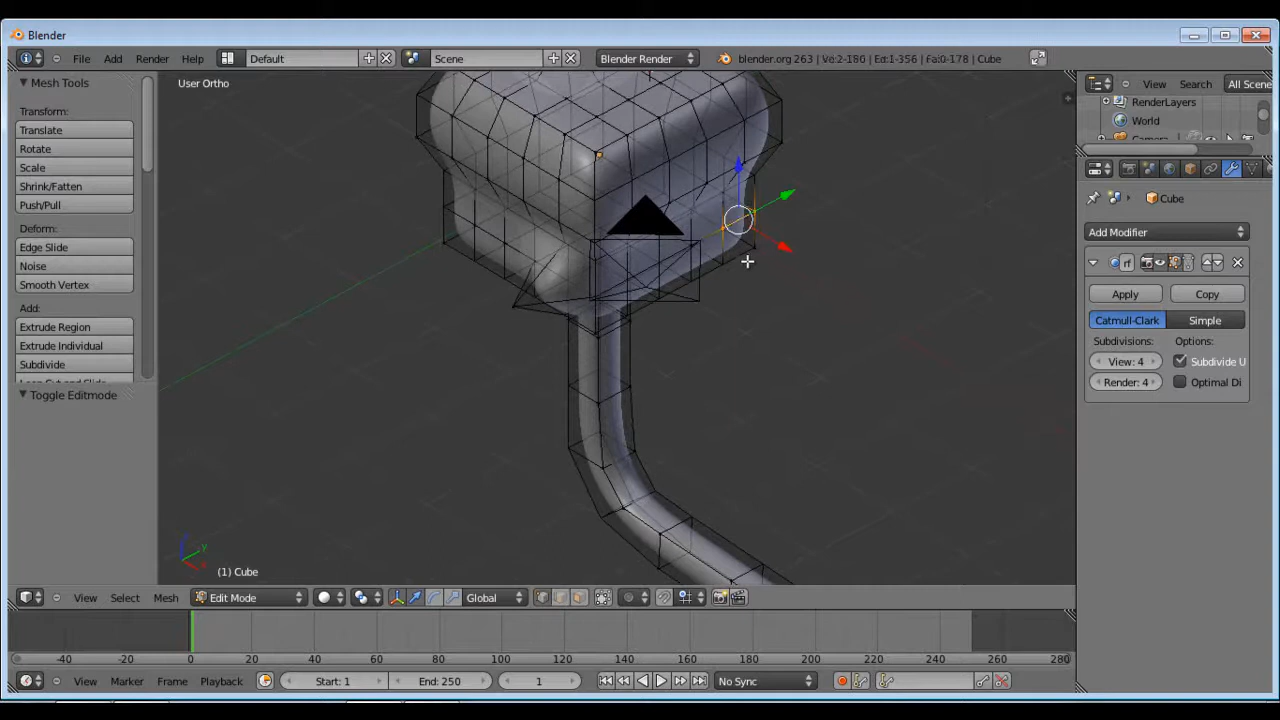 Blender
File Add Render Help Default Scene Blender Render blender.org 263 | Ve:2-180 | Ed:1-356 | Fa:0-178 | Cube
Mesh Tools
Transform:
Translate
Rotate
Scale
Shrink/Fatten
Push/Pull
Deform:
Edge Slide
Noise
Smooth Vertex
Add:
Extrude Region
Extrude Individual
Subdivide
Toggle Editmode
User Ortho
(1) Cube
View Search All Scene
RenderLayers
World
Cube
Add Modifier
rf
Apply Copy
Catmull-Clark Simple
Subdivisions: Options:
View: 4 Subdivide U
Render: 4 Optimal Di
View Select Mesh Edit Mode Global
-40 -20 0 20 40 60 80 100 120 140 160 180 200 220 240 260 280
View Marker Frame Playback Start: 1 End: 250 1 No Sync